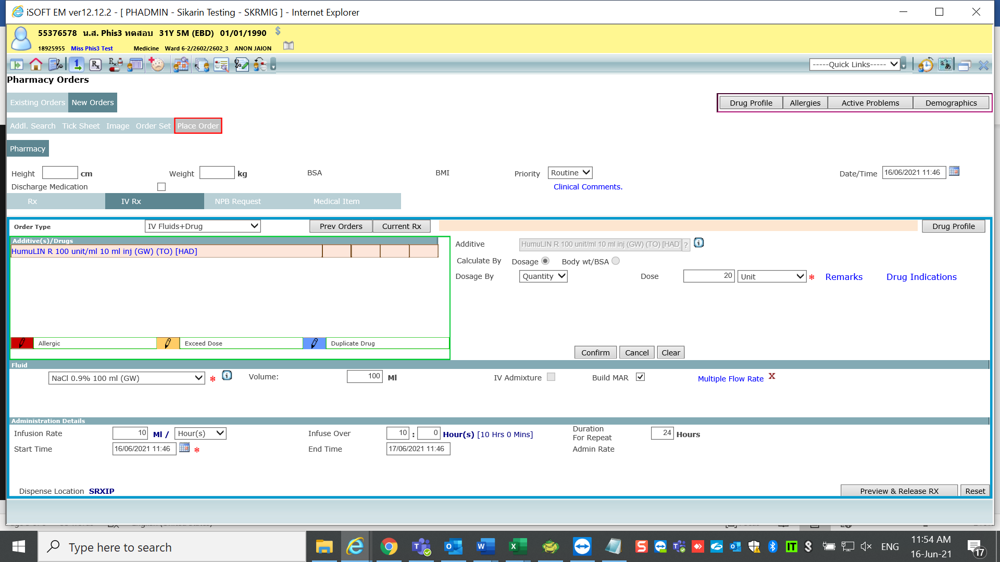 iSOFT EM ver12.12.2 - [ PHADMIN - Sikarin Testing - SKRMIG ] - Internet Explorer
55376578 น.ส. Phis3 ทดสอบ 31Y 5M (EBD) 01/01/1990 $
18925955 Miss Phis3 Test Medicine Ward 6-2/2602/2602_3 ANON JAION
-----Quick Links-----
Pharmacy Orders
Existing Orders New Orders Drug Profile Allergies Active Problems Demographics
Addl. Search Tick Sheet Image Order Set Place Order
Pharmacy
Height cm Weight kg BSA BMI Priority Routine Date/Time 16/06/2021 11:46
Discharge Medication Clinical Comments.
Rx IV Rx NPB Request Medical Item
Order Type IV Fluids+Drug Prev Orders Current Rx Drug Profile
Additive(s)/Drugs
HumuLIN R 100 unit/ml 10 ml inj (GW) (TO) [HAD]
Additive HumuLIN R 100 unit/ml 10 ml inj (GW) (TO) [HAD] ?
Calculate By Dosage Body wt/BSA
Dosage By Quantity Dose 20 Unit * Remarks Drug Indications
Allergic Exceed Dose Duplicate Drug
Confirm Cancel Clear
Fluid
NaCl 0.9% 100 ml (GW) * Volume: 100 Ml IV Admixture Build MAR Multiple Flow Rate X
Administration Details
Infusion Rate 10 Ml / Hour(s) Infuse Over 10 : 0 Hour(s) [10 Hrs 0 Mins] Duration For Repeat 24 Hours
Start Time 16/06/2021 11:46 * End Time 17/06/2021 11:46 Admin Rate
Dispense Location SRXIP Preview & Release RX Reset
Type here to search
ENG
11:54 AM
16-Jun-21
17